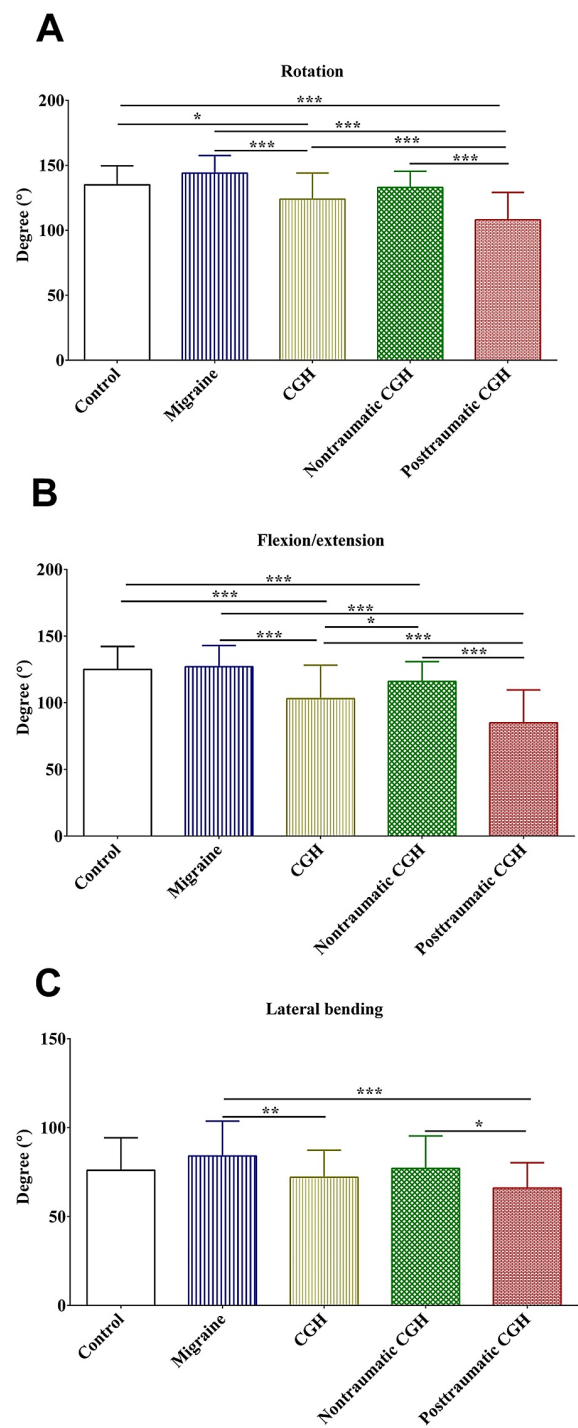 A
Rotation
200
150
100
50
0
Degree (°)
***
*
***
***
***
***
Control
Migraine
CGH
Nontraumatic CGH
Posttraumatic CGH
B
Flexion/extension
200
150
100
50
0
Degree (°)
***
***
***
*
***
***
***
Control
Migraine
CGH
Nontraumatic CGH
Posttraumatic CGH
C
Lateral bending
150
100
50
0
Degree (°)
***
**
*
Control
Migraine
CGH
Nontraumatic CGH
Posttraumatic CGH